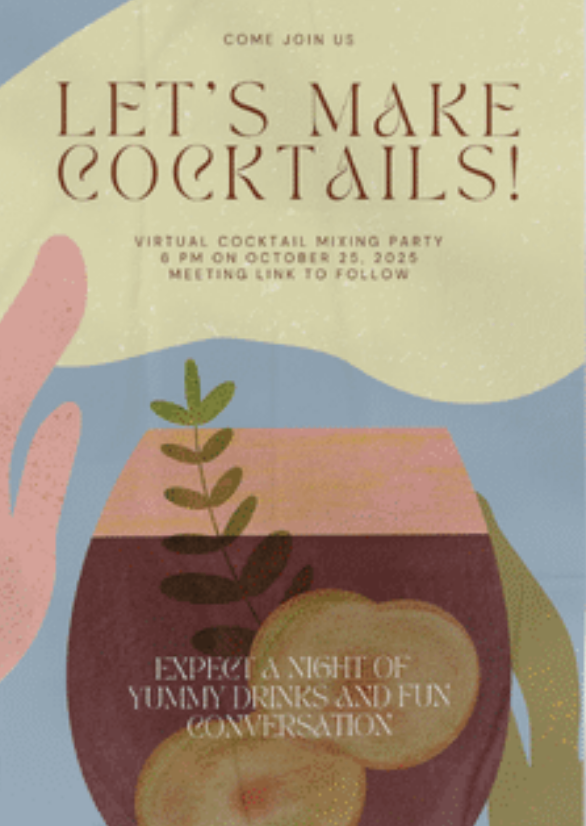 COME JOIN US
LET'S MAKE
COCKTAILS!
VIRTUAL COCKTAIL MIXING PARTY
6 PM ON OCTOBER 25, 2025
MEETING LINK TO FOLLOW
EXPECT A NIGHT OF
YUMMY DRINKS AND FUN
CONVERSATION